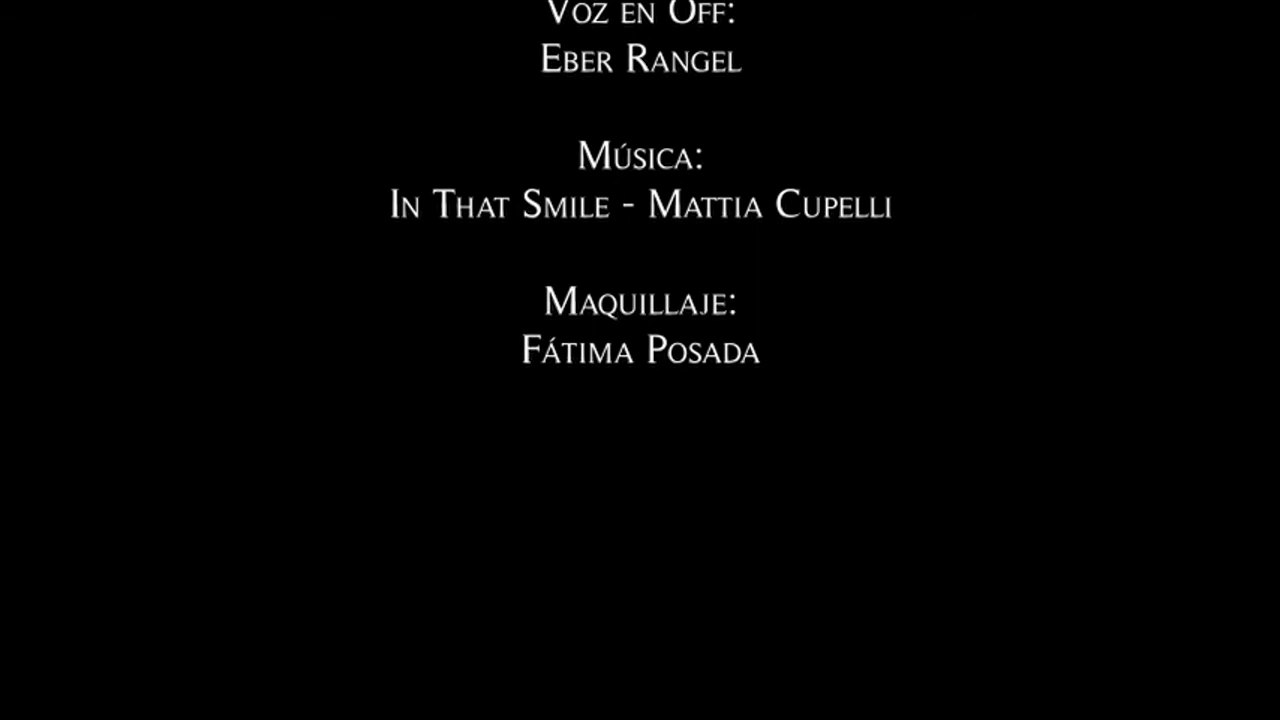 Voz en Off:
Eber Rangel
Música:
In That Smile - Mattia Cupelli
Maquillaje:
Fátima Posada